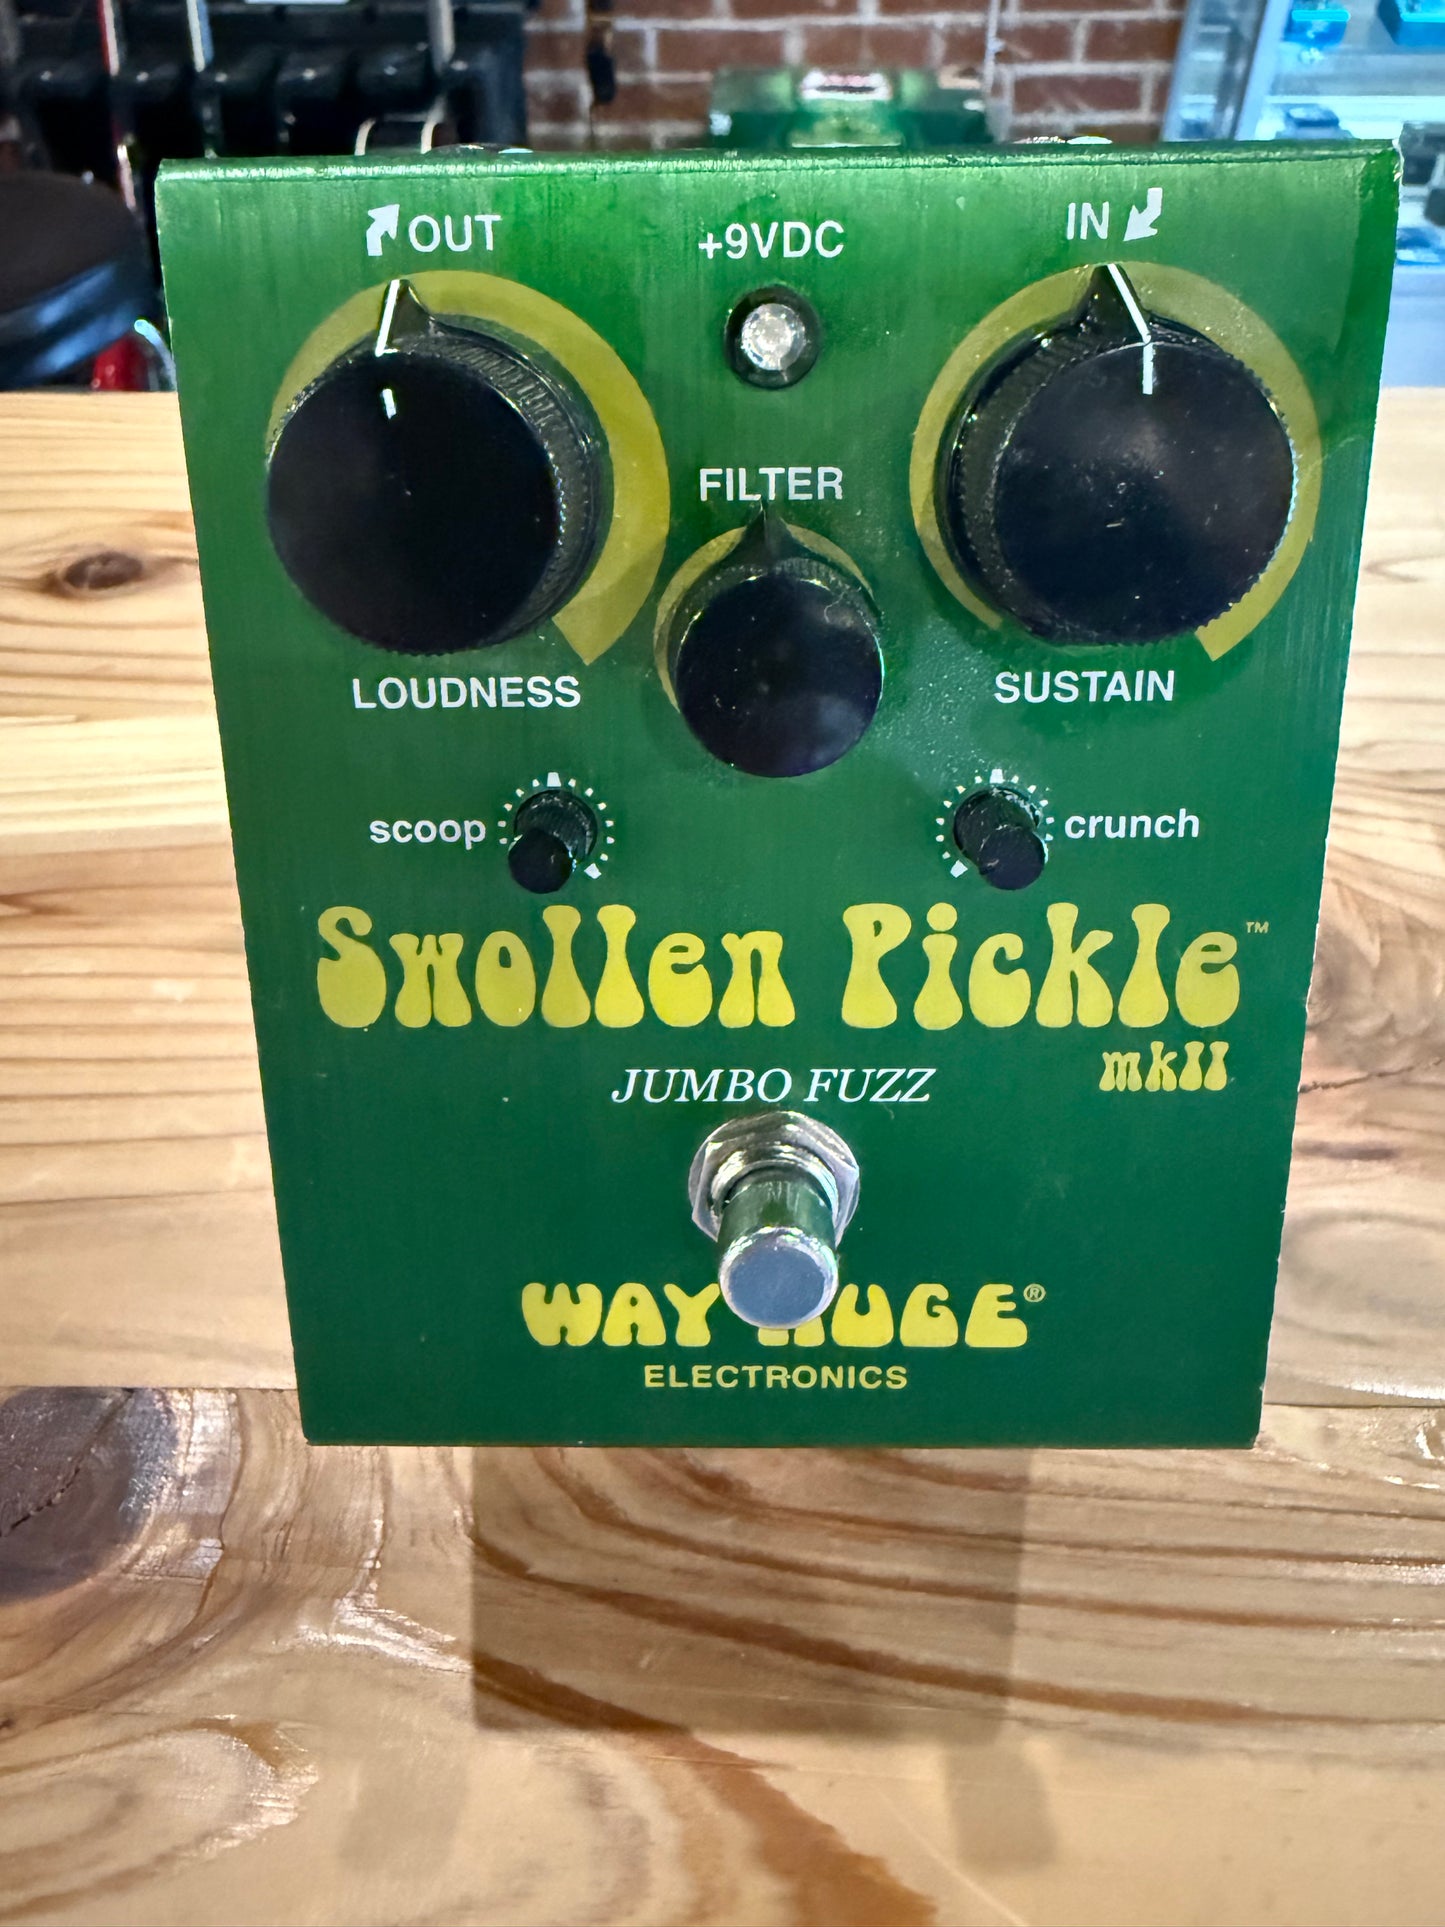 OUT
+9VDC
IN
FILTER
LOUDNESS
SUSTAIN
scoop
crunch
Swollen Pickle™
mkII
JUMBO FUZZ
WAY HUGE®
ELECTRONICS